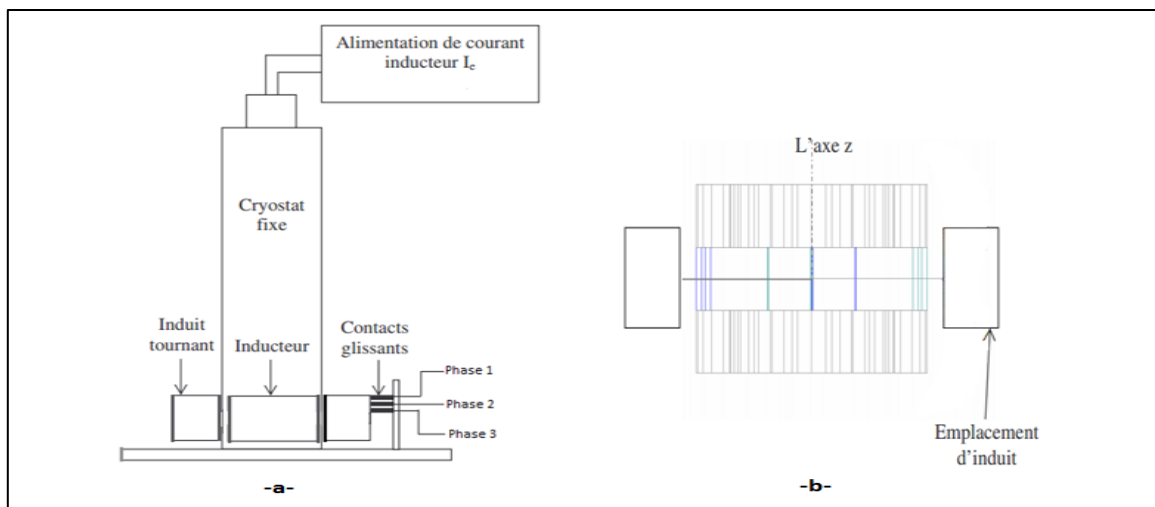 Alimentation de courant
inducteur Ie
Cryostat
fixe
Induit
tournant
Inducteur
Contacts
glissants
Phase 1
Phase 2
Phase 3
-a-
L'axe z
Emplacement
d'induit
-b-